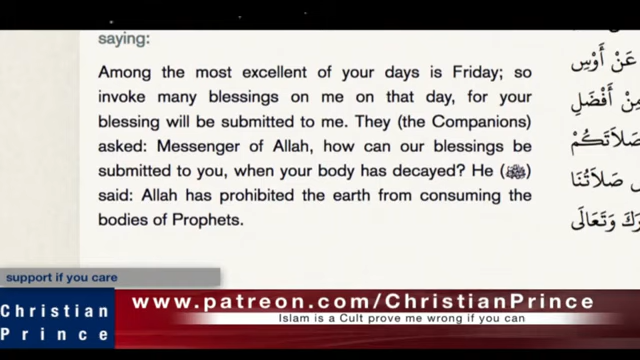 saying:
Among the most excellent of your days is Friday; so
invoke many blessings on me on that day, for your
blessing will be submitted to me. They (the Companions)
asked: Messenger of Allah, how can our blessings be
submitted to you, when your body has decayed? He (ﷺ)
said: Allah has prohibited the earth from consuming the
bodies of Prophets.
عَنْ أَوْسِ
مِنْ أَفْضَلِ
صَلاَتَكُمْ
صَلاَتُنَا
وَتَعَالَى
support if you care
Christian
Prince
www.patreon.com/ChristianPrince
Islam is a Cult prove me wrong if you can